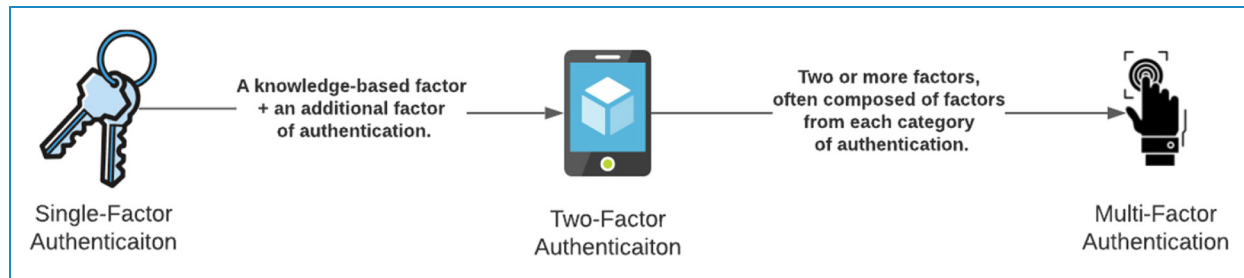 A knowledge-based factor
+ an additional factor
of authentication.
Two or more factors,
often composed of factors
from each category
of authentication.
Single-Factor
Authenticaiton
Two-Factor
Authenticaiton
Multi-Factor
Authentication